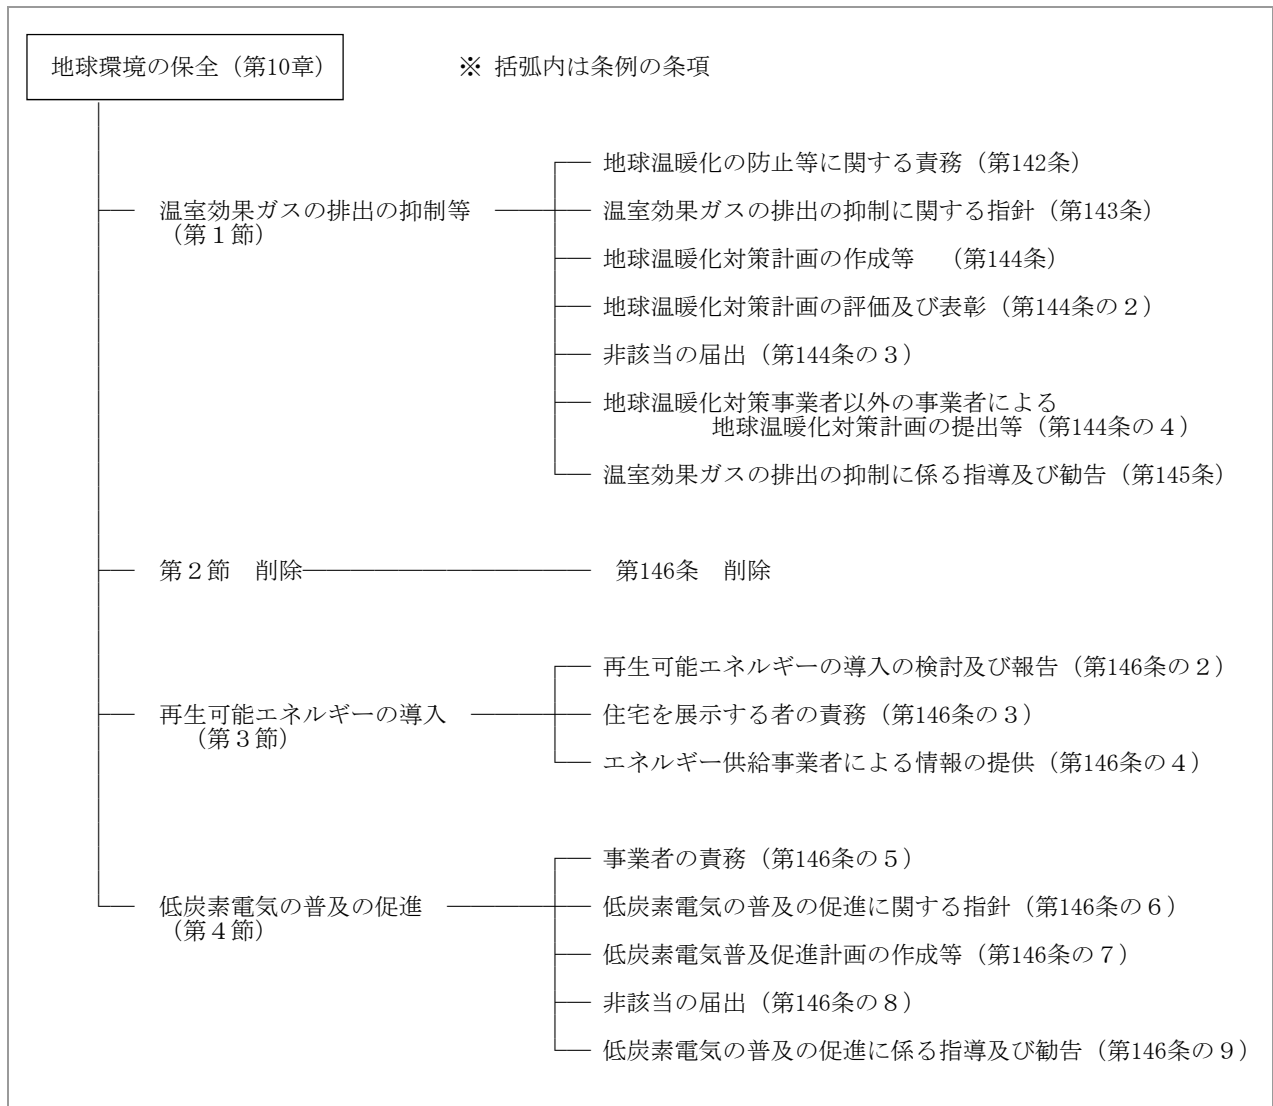 地球環境の保全（第10章） ※ 括弧内は条例の条項
地球温暖化の防止等に関する責務（第142条）
温室効果ガスの排出の抑制等
（第１節）
温室効果ガスの排出の抑制に関する指針（第143条）
地球温暖化対策計画の作成等　（第144条）
地球温暖化対策計画の評価及び表彰（第144条の２）
非該当の届出（第144条の３）
地球温暖化対策事業者以外の事業者による
地球温暖化対策計画の提出等（第144条の４）
温室効果ガスの排出の抑制に係る指導及び勧告（第145条）
第２節　削除 第146条　削除
再生可能エネルギーの導入の検討及び報告（第146条の２）
再生可能エネルギーの導入
（第３節）
住宅を展示する者の責務（第146条の３）
エネルギー供給事業者による情報の提供（第146条の４）
事業者の責務（第146条の５）
低炭素電気の普及の促進
（第４節）
低炭素電気の普及の促進に関する指針（第146条の６）
低炭素電気普及促進計画の作成等（第146条の７）
非該当の届出（第146条の８）
低炭素電気の普及の促進に係る指導及び勧告（第146条の９）